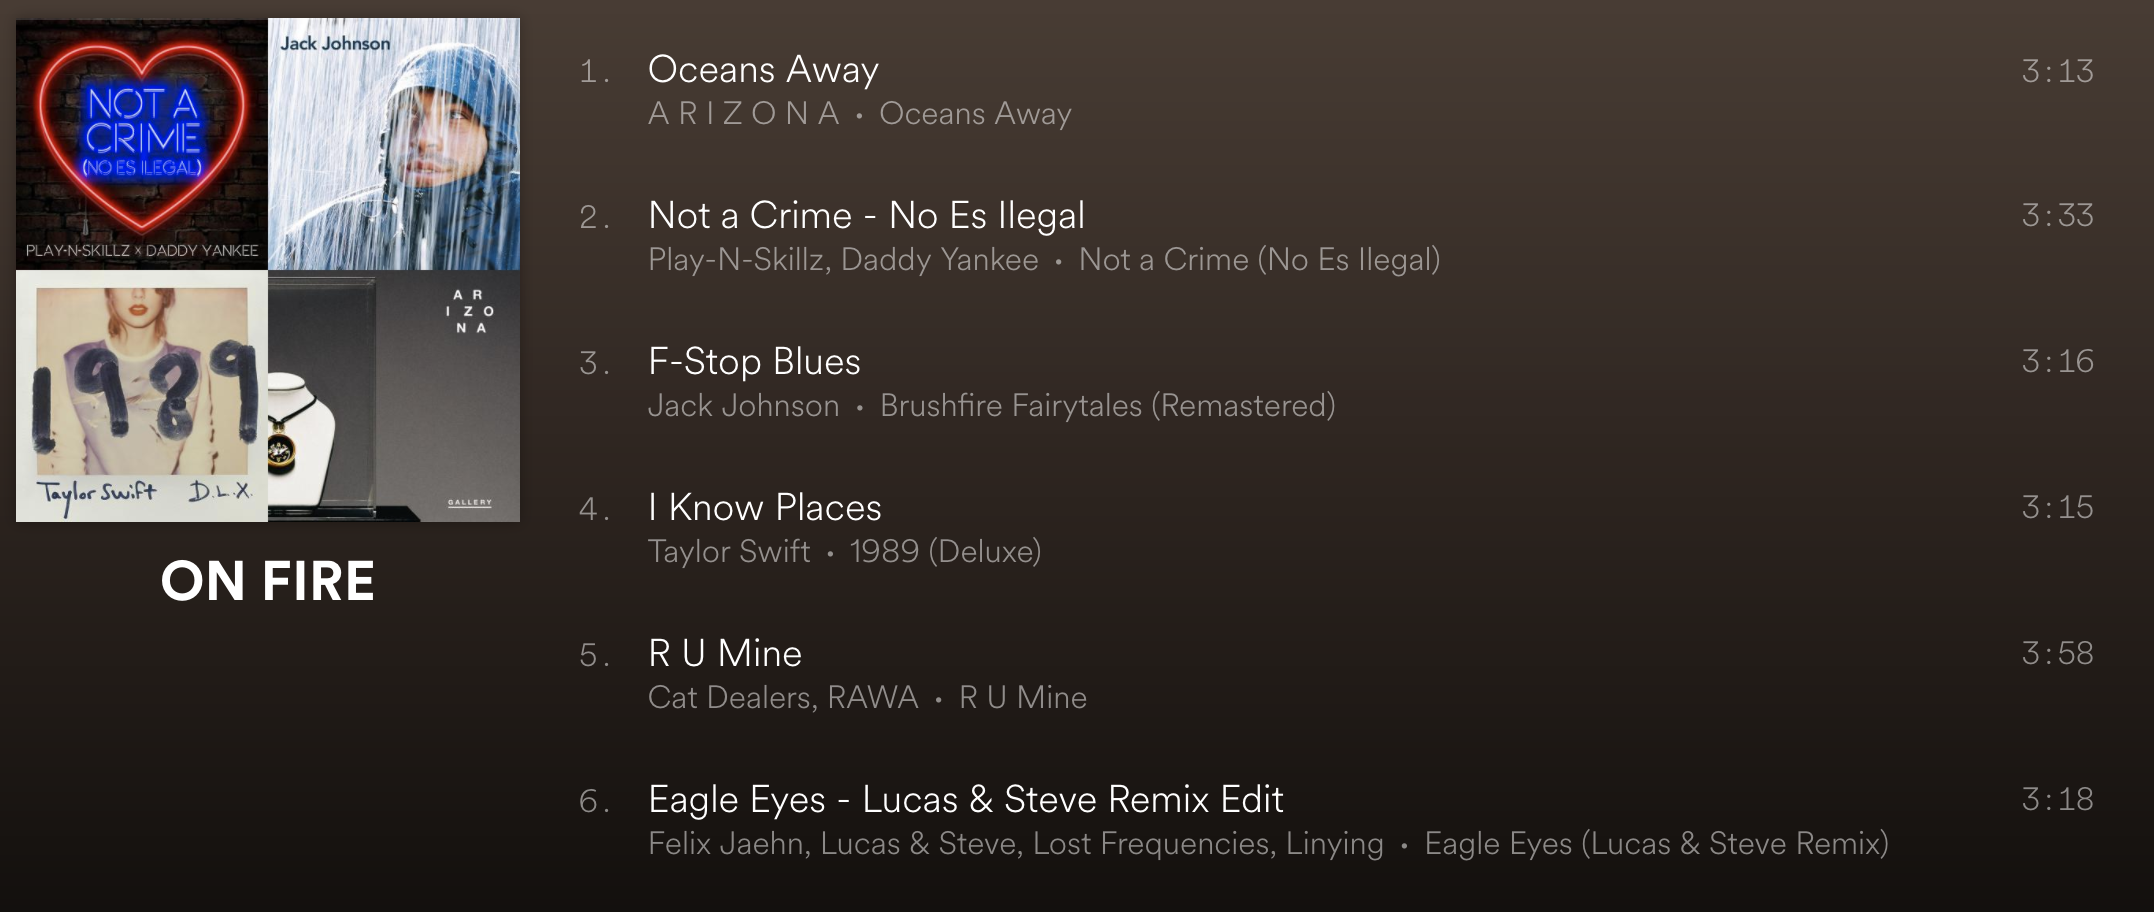 NOT A
CRIME
(NO ES ILEGAL)
PLAY-N-SKILLZ x DADDY YANKEE
Jack Johnson
1989
Taylor Swift D.L.X.
A R
I Z O
N A
GALLERY
ON FIRE
1. Oceans Away 3:13
A R I Z O N A • Oceans Away
2. Not a Crime - No Es Ilegal 3:33
Play-N-Skillz, Daddy Yankee • Not a Crime (No Es Ilegal)
3. F-Stop Blues 3:16
Jack Johnson • Brushfire Fairytales (Remastered)
4. I Know Places 3:15
Taylor Swift • 1989 (Deluxe)
5. R U Mine 3:58
Cat Dealers, RAWA • R U Mine
6. Eagle Eyes - Lucas & Steve Remix Edit 3:18
Felix Jaehn, Lucas & Steve, Lost Frequencies, Linying • Eagle Eyes (Lucas & Steve Remix)